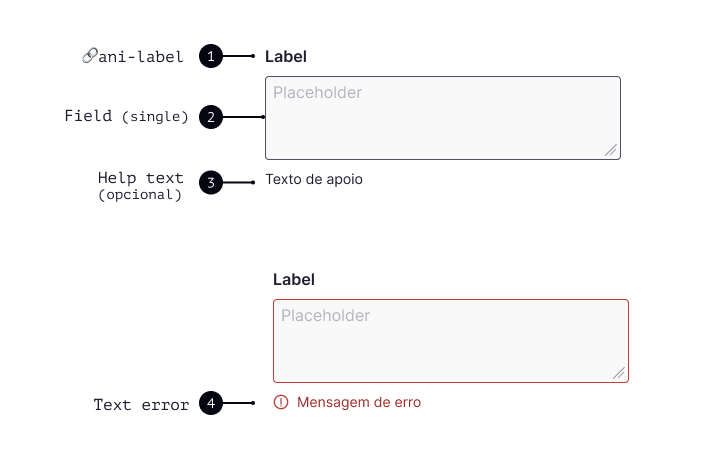 🔗ani-label 1 Label
Placeholder
Field (single) 2
Help text 3 Texto de apoio
(opcional)
Label
Placeholder
Text error 4 Mensagem de erro